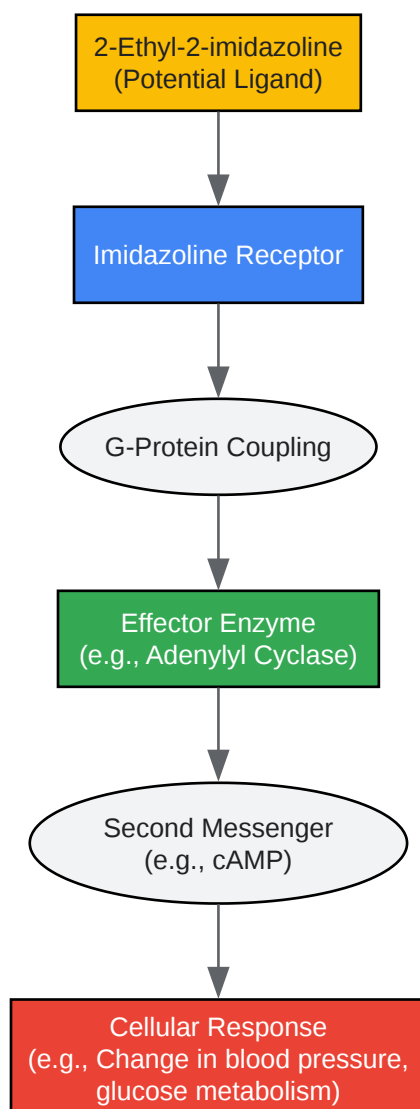 2-Ethyl-2-imidazoline
(Potential Ligand)
Imidazoline Receptor
G-Protein Coupling
Effector Enzyme
(e.g., Adenylyl Cyclase)
Second Messenger
(e.g., cAMP)
Cellular Response
(e.g., Change in blood pressure,
glucose metabolism)